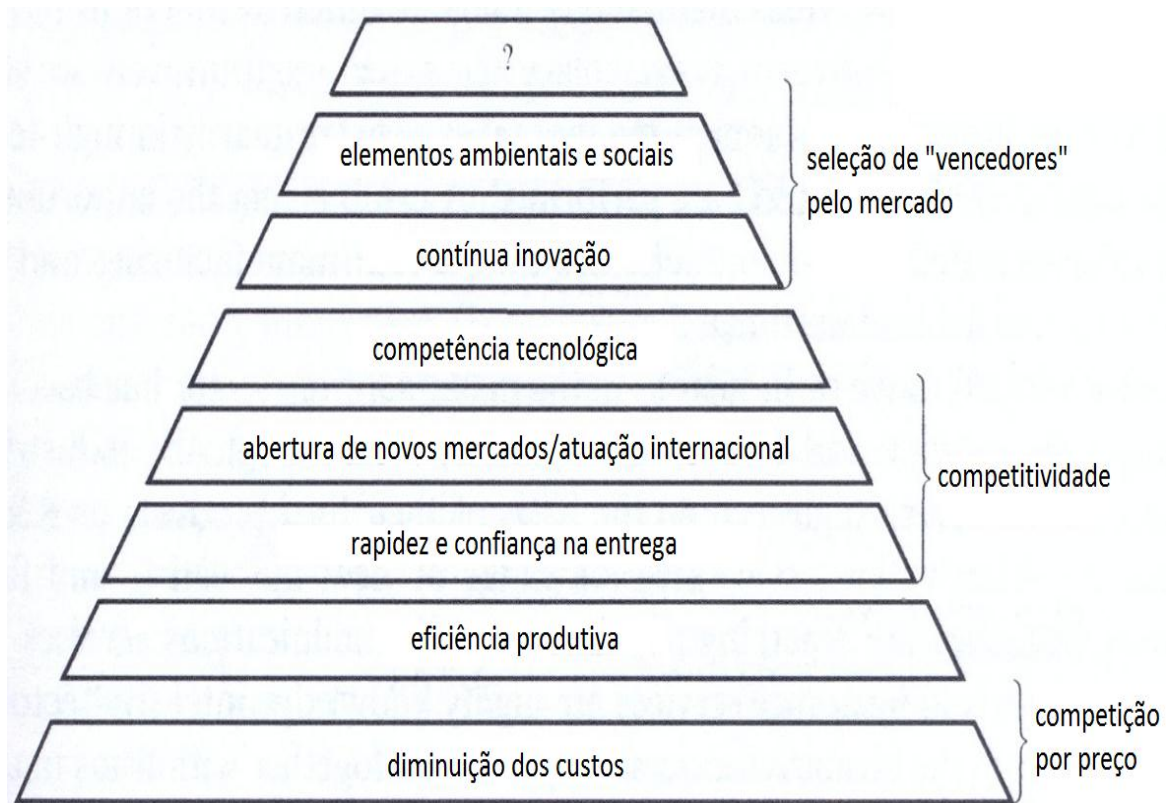 ?
elementos ambientais e sociais
seleção de "vencedores"
pelo mercado
contínua inovação
competência tecnológica
abertura de novos mercados/atuação internacional
competitividade
rapidez e confiança na entrega
eficiência produtiva
competição
por preço
diminuição dos custos